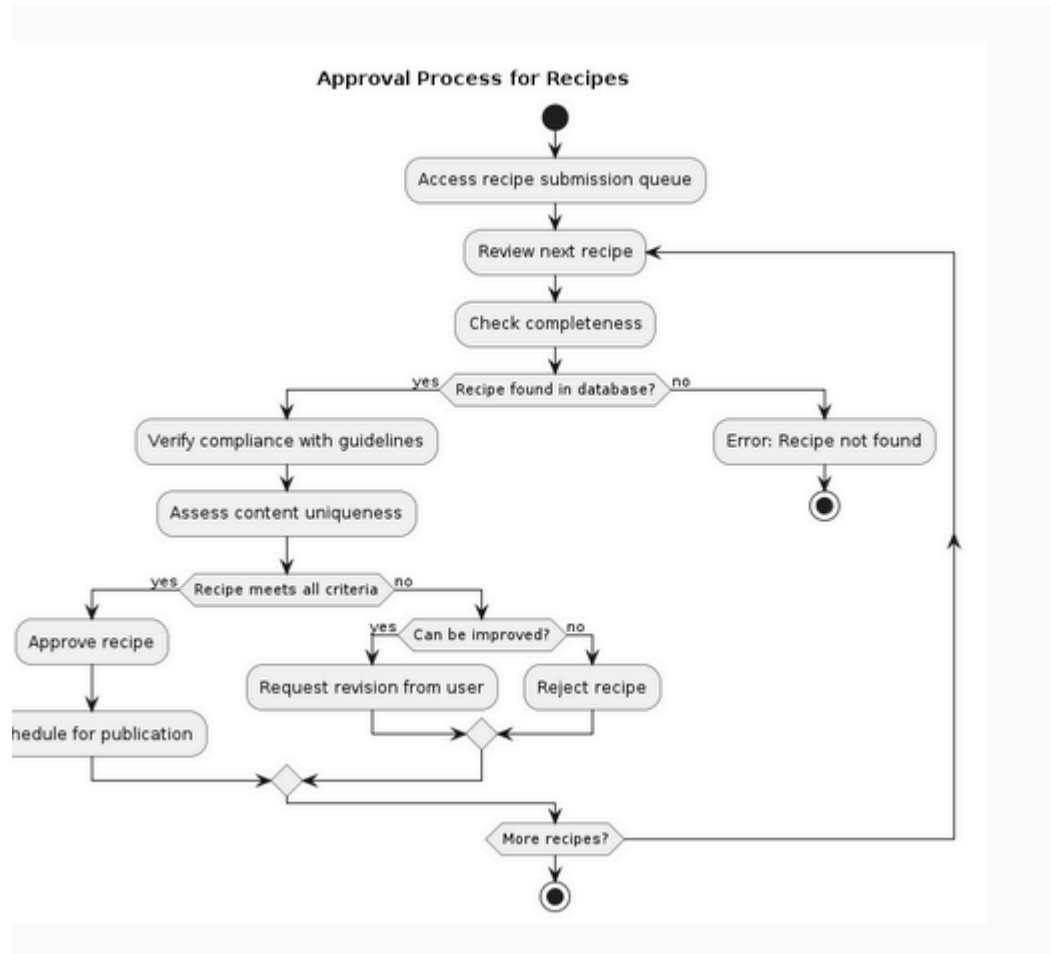 Approval Process for Recipes
Access recipe submission queue
Review next recipe
Check completeness
yes
Recipe found in database?
no
Verify compliance with guidelines
Error: Recipe not found
Assess content uniqueness
yes
Recipe meets all criteria
no
Approve recipe
yes
Can be improved?
no
Request revision from user
Reject recipe
hedule for publication
More recipes?